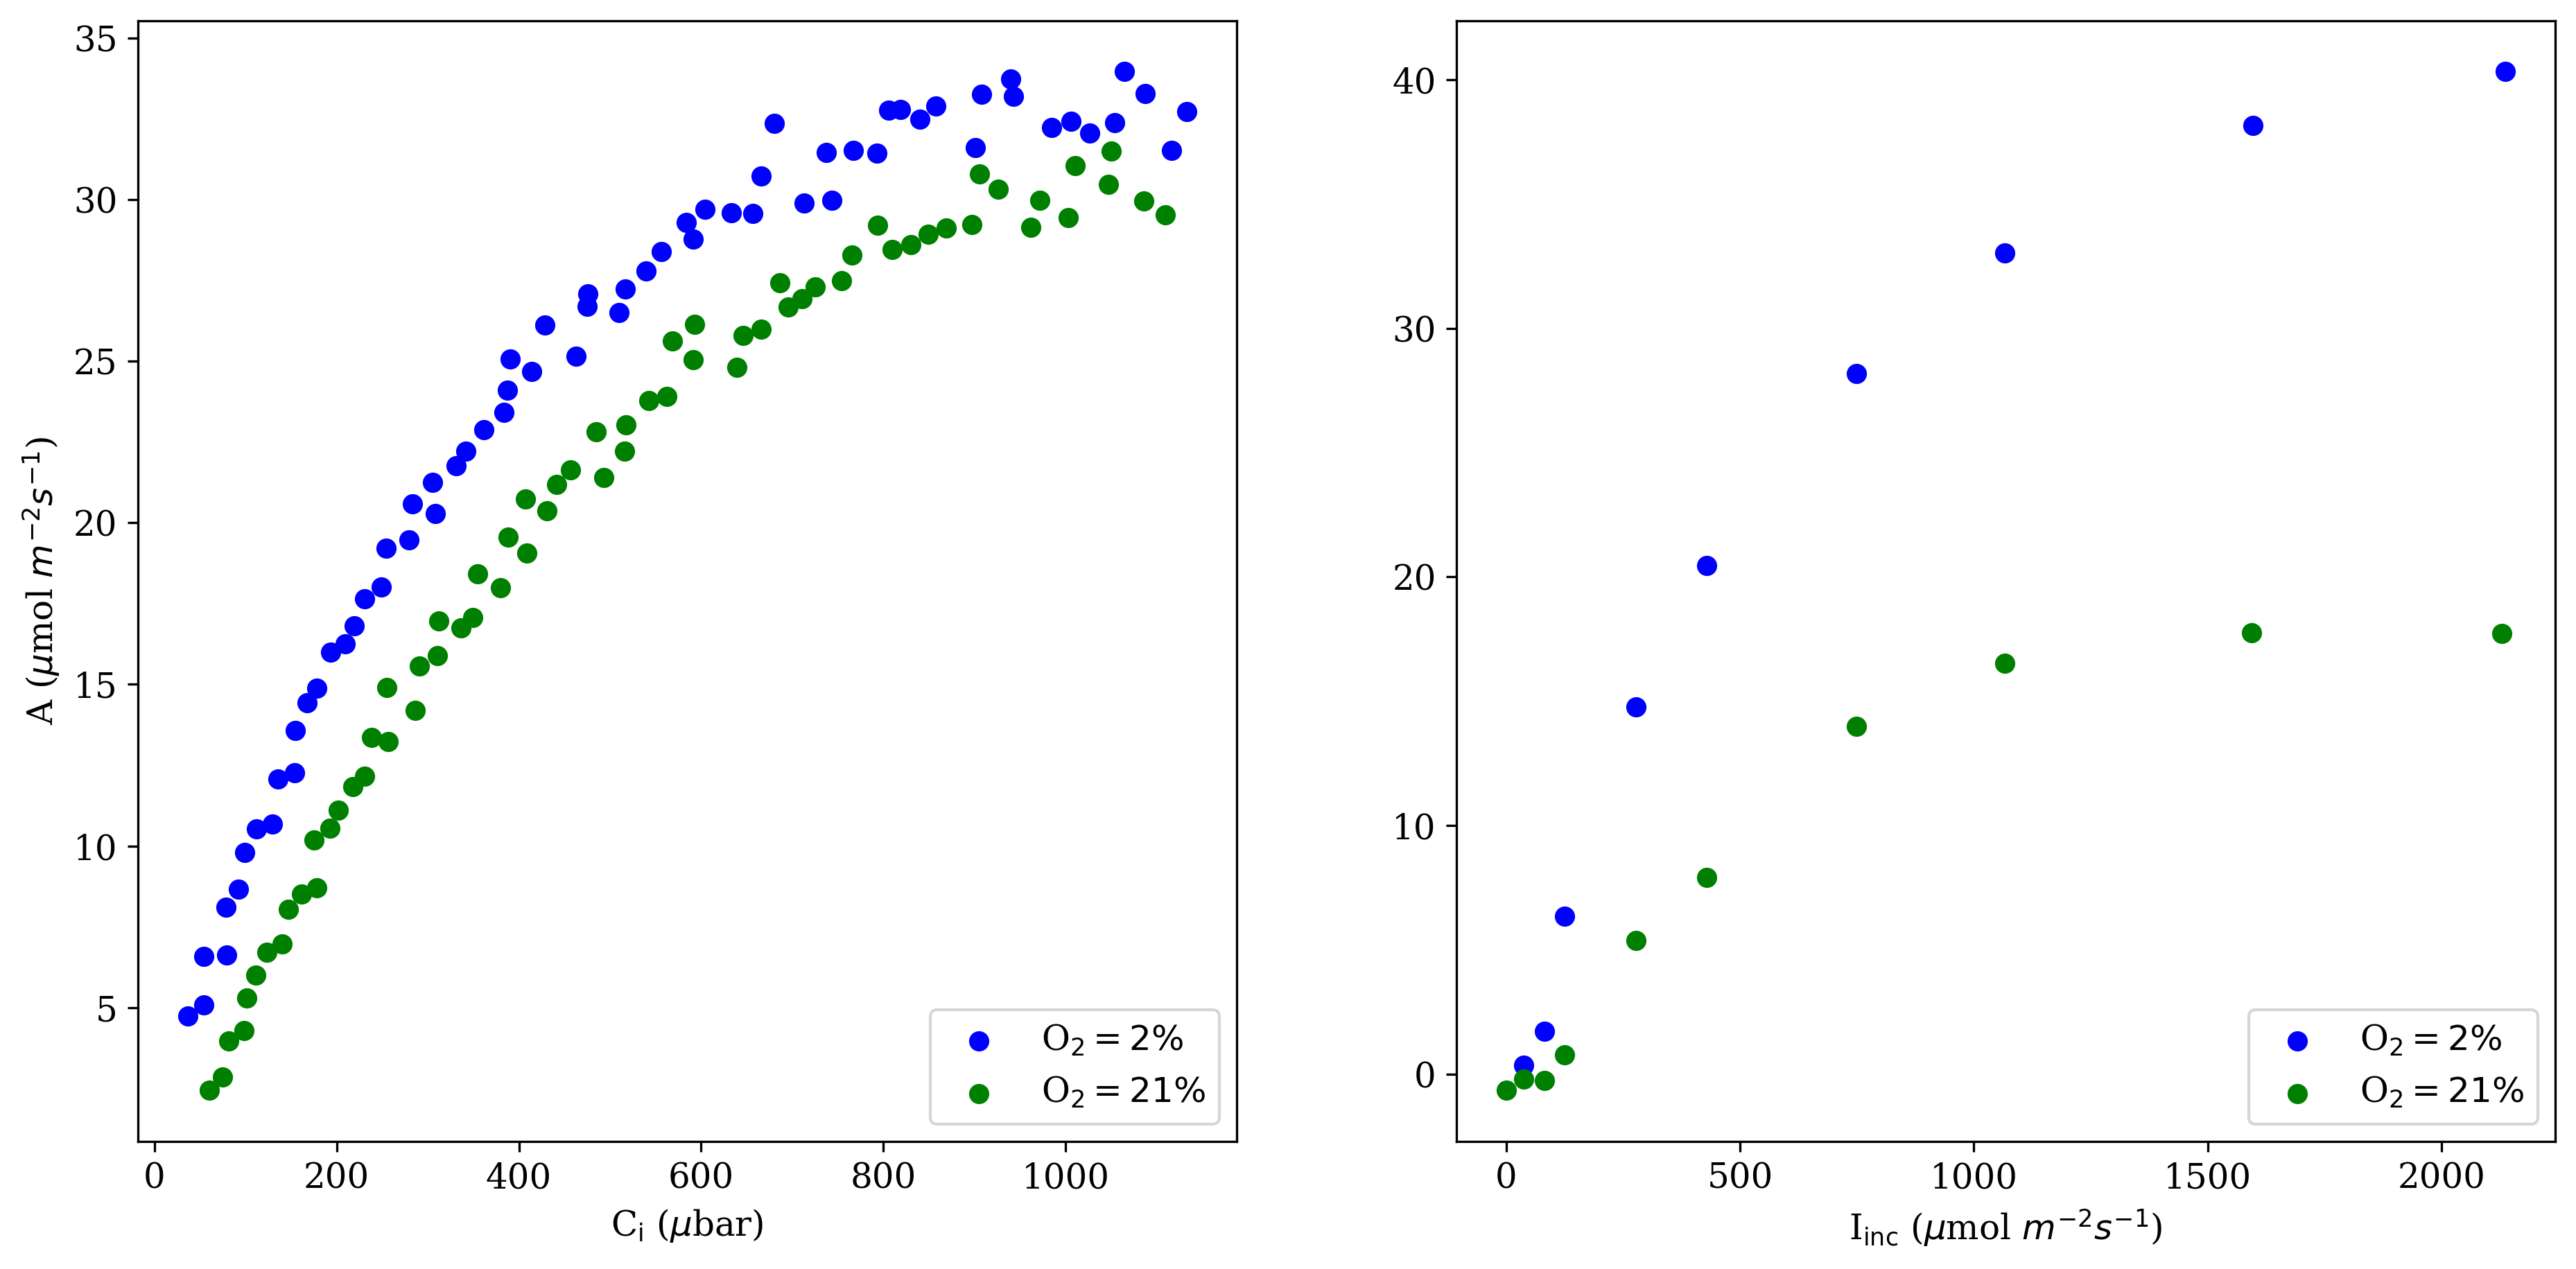 35
30
25
20
15
10
5
A (μmol m⁻²s⁻¹)
0 200 400 600 800 1000
C_i (μbar)
O₂ = 2%
O₂ = 21%
40
30
20
10
0
0 500 1000 1500 2000
I_inc (μmol m⁻²s⁻¹)
O₂ = 2%
O₂ = 21%